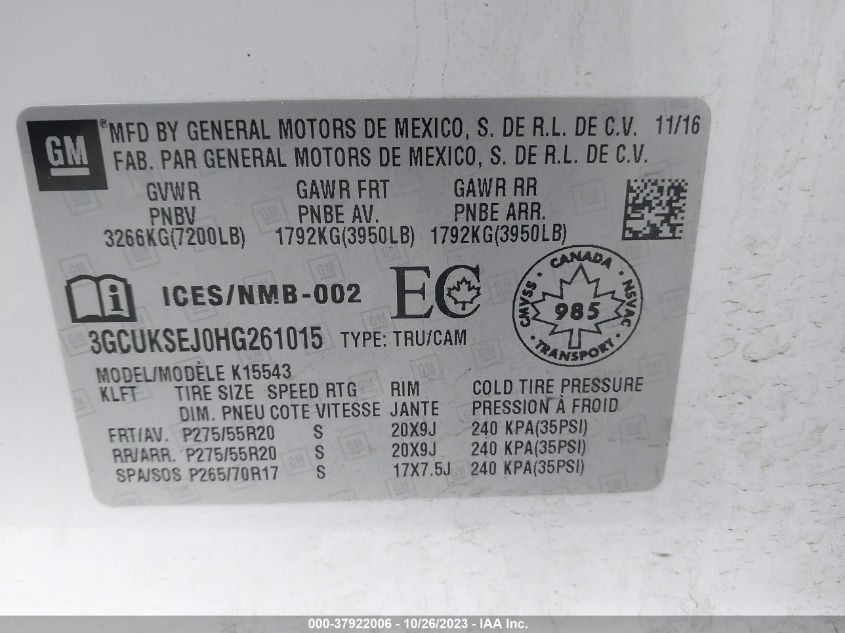 GM ® MFD BY GENERAL MOTORS DE MEXICO, S. DE R.L. DE C.V. 11/16
FAB. PAR GENERAL MOTORS DE MEXICO, S. DE R.L. DE C.V.
GVWR GAWR FRT GAWR RR
PNBV PNBE AV. PNBE ARR.
3266KG(7200LB) 1792KG(3950LB) 1792KG(3950LB)
i ICES/NMB-002 EC
CANADA
CMVSS 985 NSVAC
TRANSPORT
3GCUKSEJ0HG261015 TYPE: TRU/CAM
MODEL/MODÈLE K15543
KLFT TIRE SIZE SPEED RTG RIM COLD TIRE PRESSURE
DIM. PNEU COTE VITESSE JANTE PRESSION À FROID
FRT/AV. P275/55R20 S 20X9J 240 KPA(35PSI)
RR/ARR. P275/55R20 S 20X9J 240 KPA(35PSI)
SPA/SOS P265/70R17 S 17X7.5J 240 KPA(35PSI)
000-37922006 - 10/26/2023 - IAA Inc.